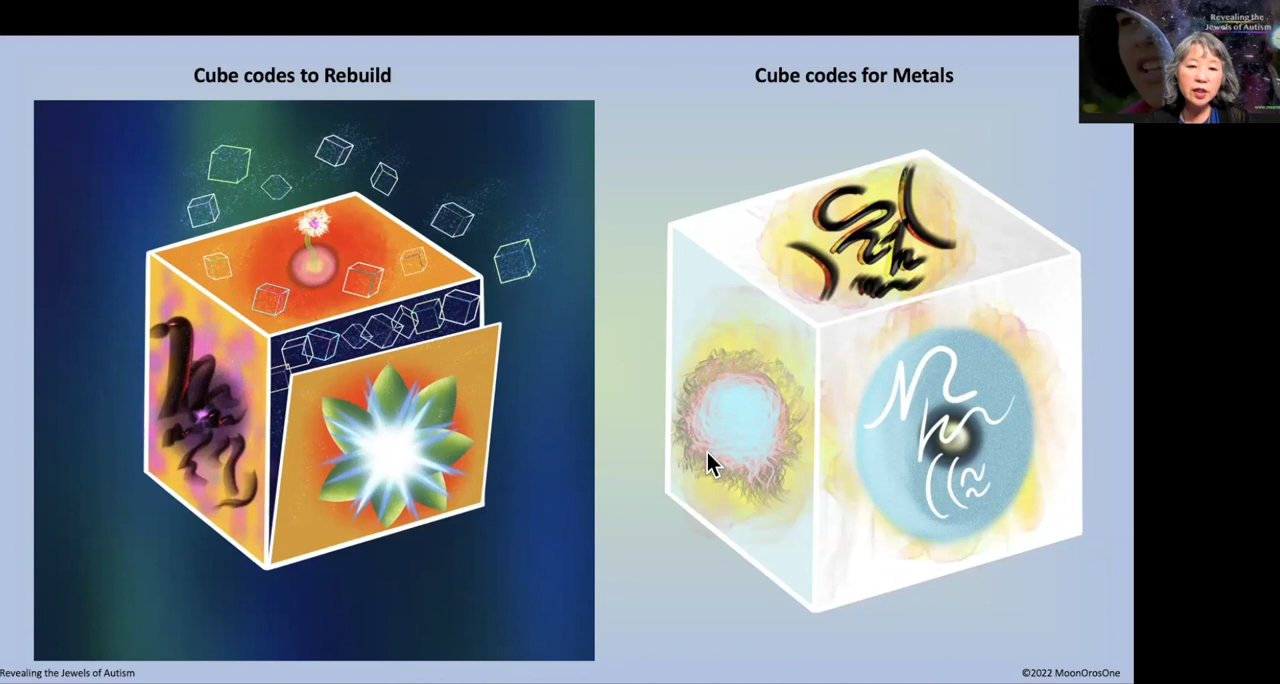 Revealing the
Jewels of Autism
Cube codes to Rebuild
Cube codes for Metals
Revealing the Jewels of Autism
©2022 MoonOrosOne